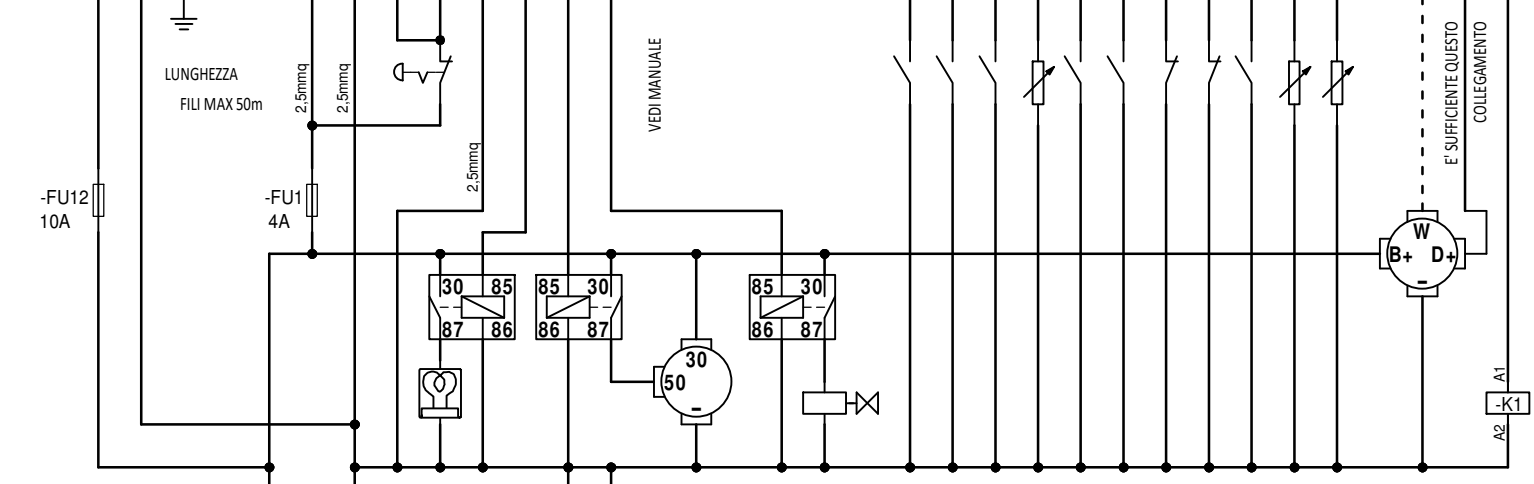 LUNGHEZZA
FILI MAX 50m
2,5mmq
2,5mmq
2,5mmq
VEDI MANUALE
E' SUFFICIENTE QUESTO
COLLEGAMENTO
-FU12
10A
-FU1
4A
W
B+ D+
-
30 85
87 86
85 30
86 87
85 30
86 87
30
50
-
A1
-K1
A2